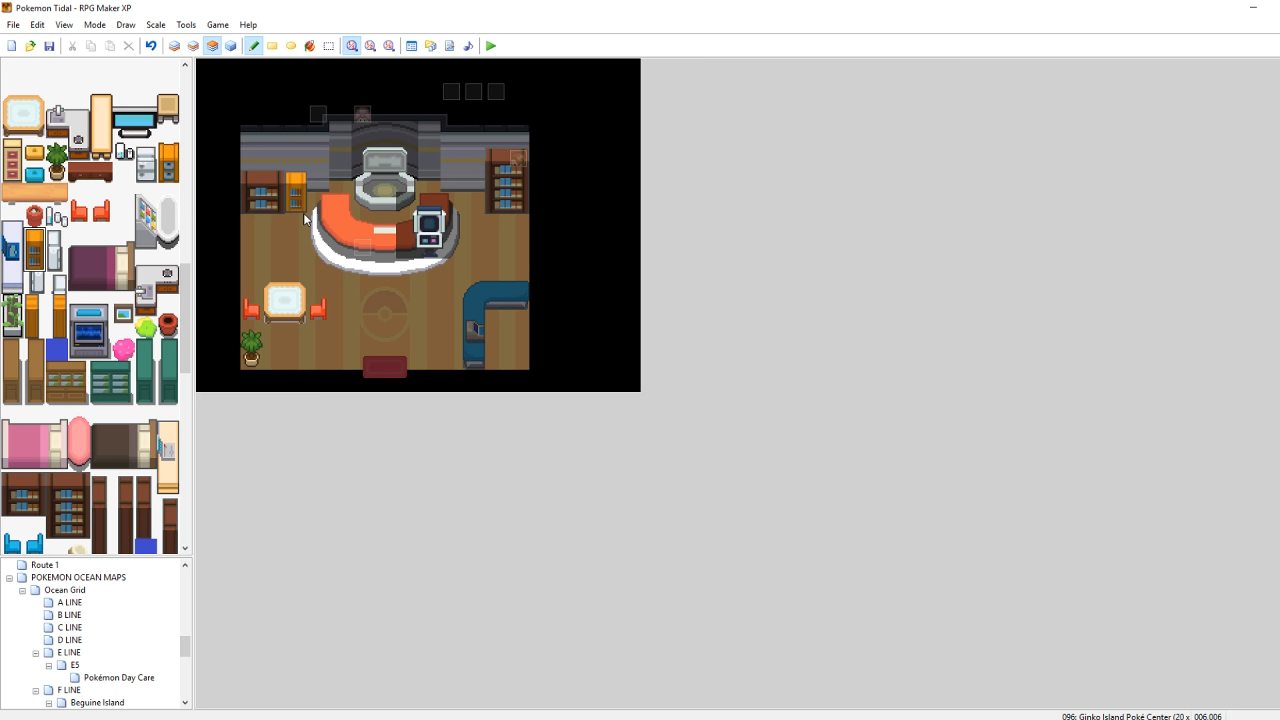 Pokemon Tidal - RPG Maker XP
File Edit View Mode Draw Scale Tools Game Help
Route 1
POKEMON OCEAN MAPS
Ocean Grid
A LINE
B LINE
C LINE
D LINE
E LINE
E5
Pokémon Day Care
F LINE
Beguine Island
096: Ginko Island Poké Center (20 x 006,006